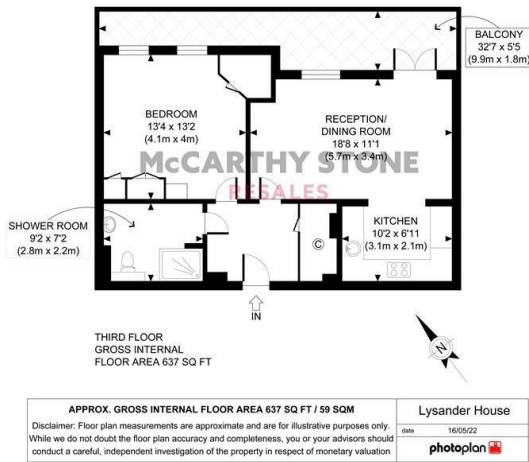 BALCONY
32'7 x 5'5
(9.9m x 1.8m)
BEDROOM
13'4 x 13'2
(4.1m x 4m)
RECEPTION/
DINING ROOM
18'8 x 11'1
(5.7m x 3.4m)
McCARTHY STONE
RESALES
SHOWER ROOM
9'2 x 7'2
(2.8m x 2.2m)
KITCHEN
10'2 x 6'11
(3.1m x 2.1m)
C
IN
THIRD FLOOR
GROSS INTERNAL
FLOOR AREA 637 SQ FT
N
APPROX. GROSS INTERNAL FLOOR AREA 637 SQ FT / 59 SQM
Disclaimer: Floor plan measurements are approximate and are for illustrative purposes only.
While we do not doubt the floor plan accuracy and completeness, you or your advisors should
conduct a careful, independent investigation of the property in respect of monetary valuation
Lysander House
date 16/05/22
photoplan